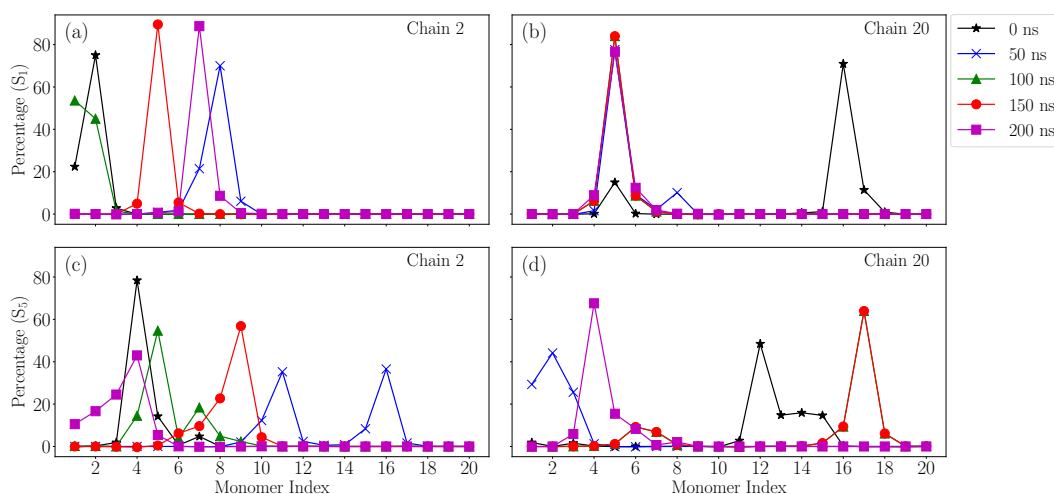 (a)
Chain 2
(b)
Chain 20
0 ns
50 ns
100 ns
150 ns
200 ns
Percentage (S₁)
80
60
40
20
0
(c)
Chain 2
(d)
Chain 20
Percentage (S₅)
80
60
40
20
0
2 4 6 8 10 12 14 16 18 20
2 4 6 8 10 12 14 16 18 20
Monomer Index
Monomer Index